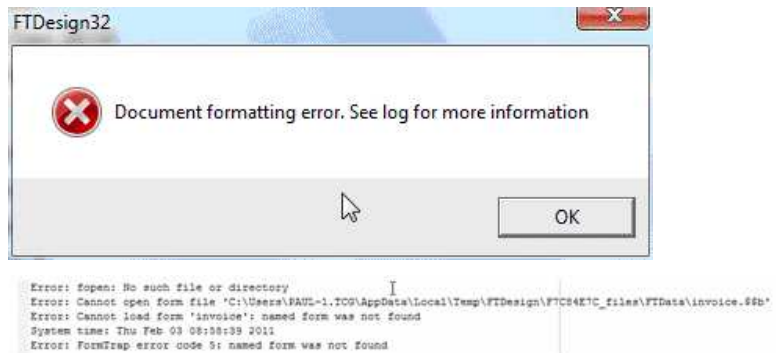 FTDesign32
Document formatting error. See log for more information
OK
Error: fopen: No such file or directory
Error: Cannot open form file 'C:\Users\PAUL~1.TCG\AppData\Local\Temp\FTDesign\F7C84E7C_files\FTData\invoice.$$b'
Error: Cannot load form 'invoice': named form was not found
System time: Thu Feb 03 08:58:39 2011
Error: FormTrap error code 5: named form was not found